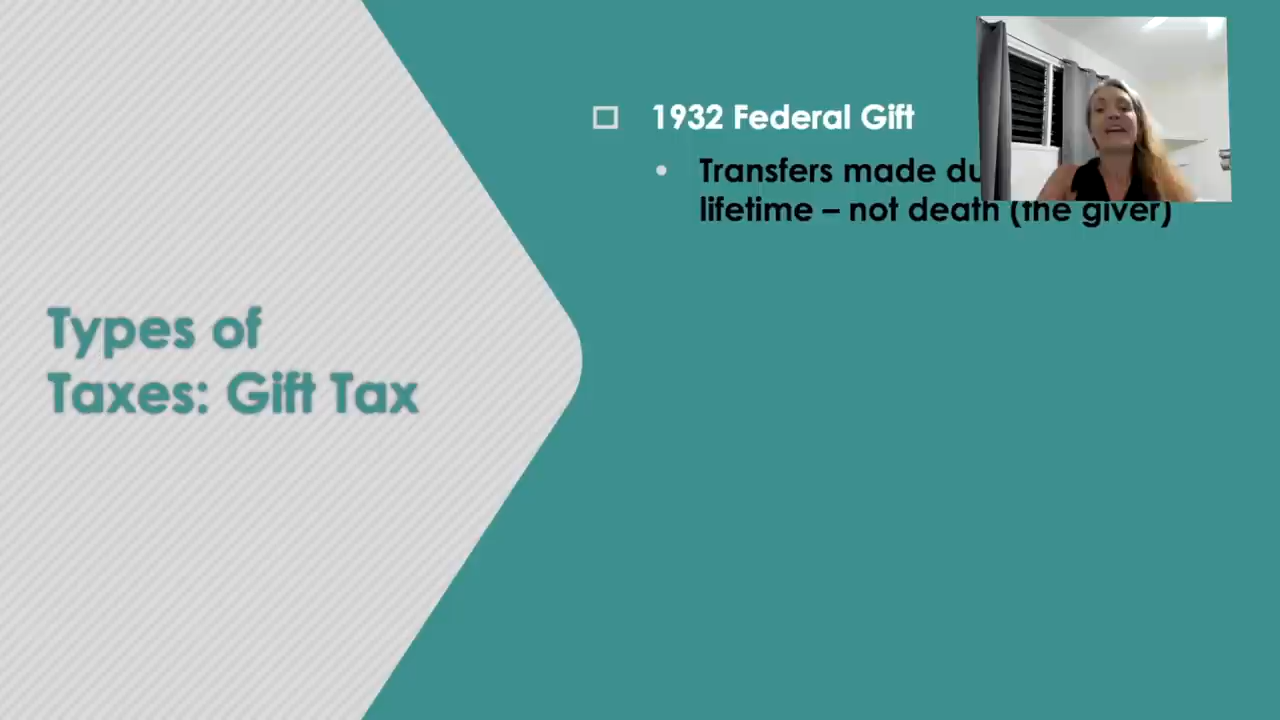 Types of
Taxes: Gift Tax
1932 Federal Gift
Transfers made du
lifetime – not death (the giver)